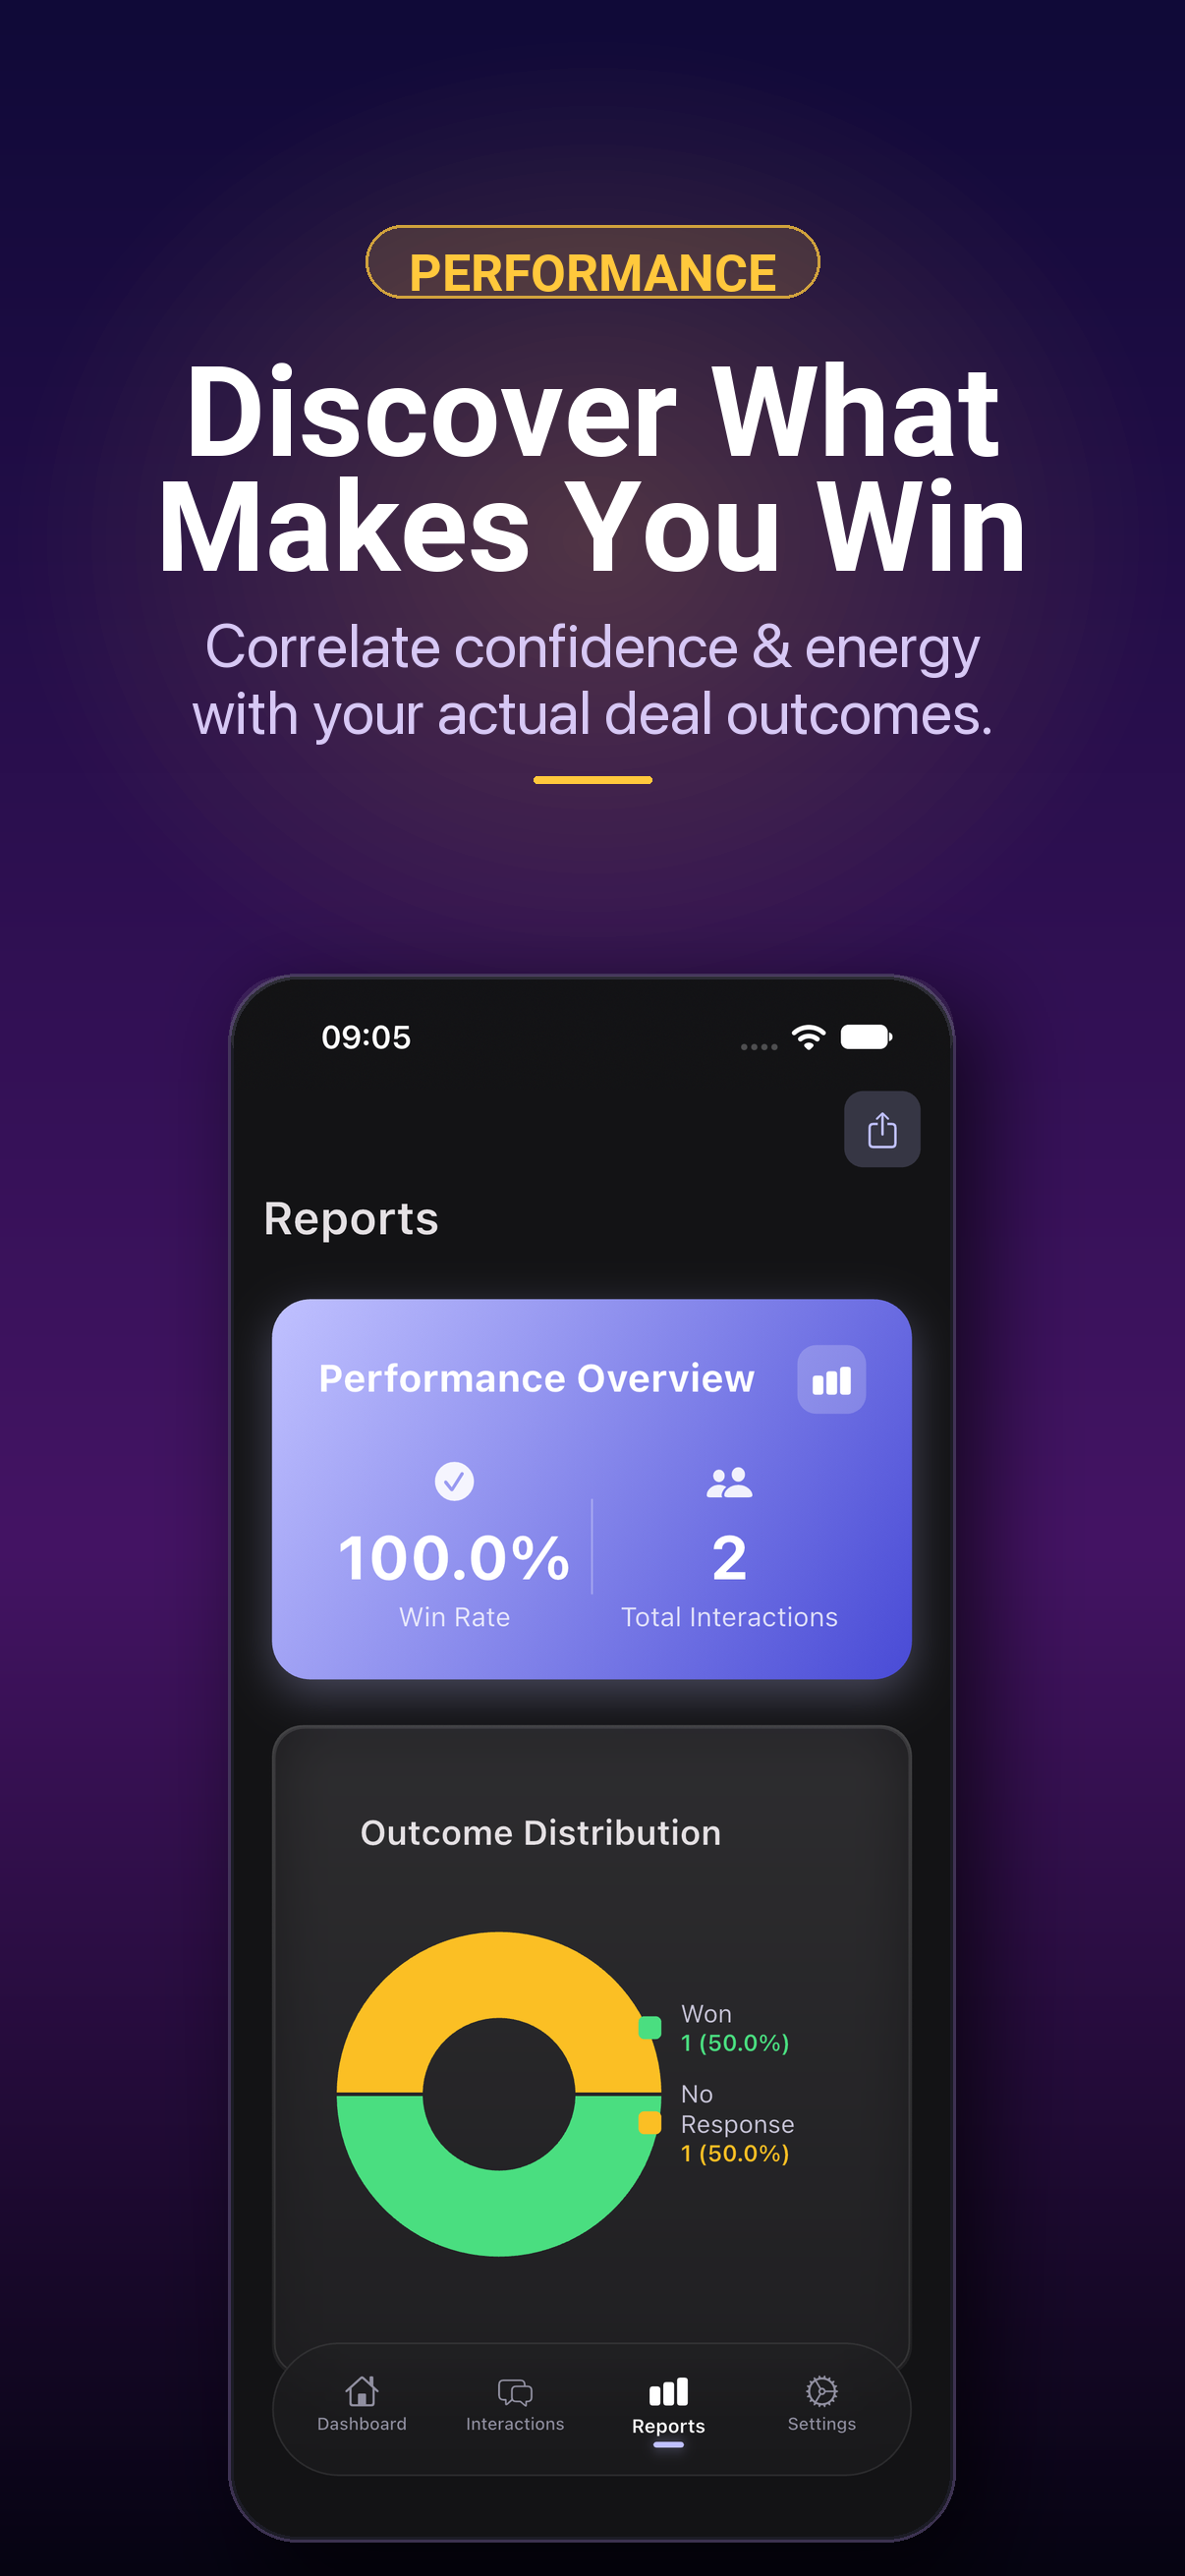 PERFORMANCE
Discover What
Makes You Win
Correlate confidence & energy
with your actual deal outcomes.
09:05
Reports
Performance Overview
100.0%
Win Rate
2
Total Interactions
Outcome Distribution
Won
1 (50.0%)
No
Response
1 (50.0%)
Dashboard
Interactions
Reports
Settings